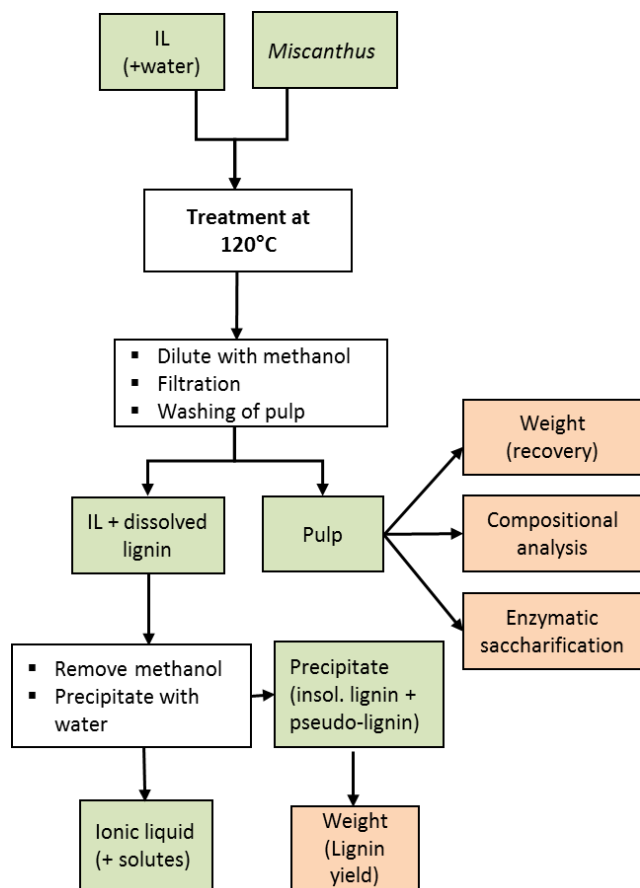 IL
(+water)
Miscanthus
Treatment at
120°C
▪ Dilute with methanol
▪ Filtration
▪ Washing of pulp
Weight
(recovery)
IL + dissolved
lignin
Pulp
Compositional
analysis
Enzymatic
saccharification
▪ Remove methanol
▪ Precipitate with
water
Precipitate
(insol. lignin +
pseudo-lignin)
Ionic liquid
(+ solutes)
Weight
(Lignin
yield)